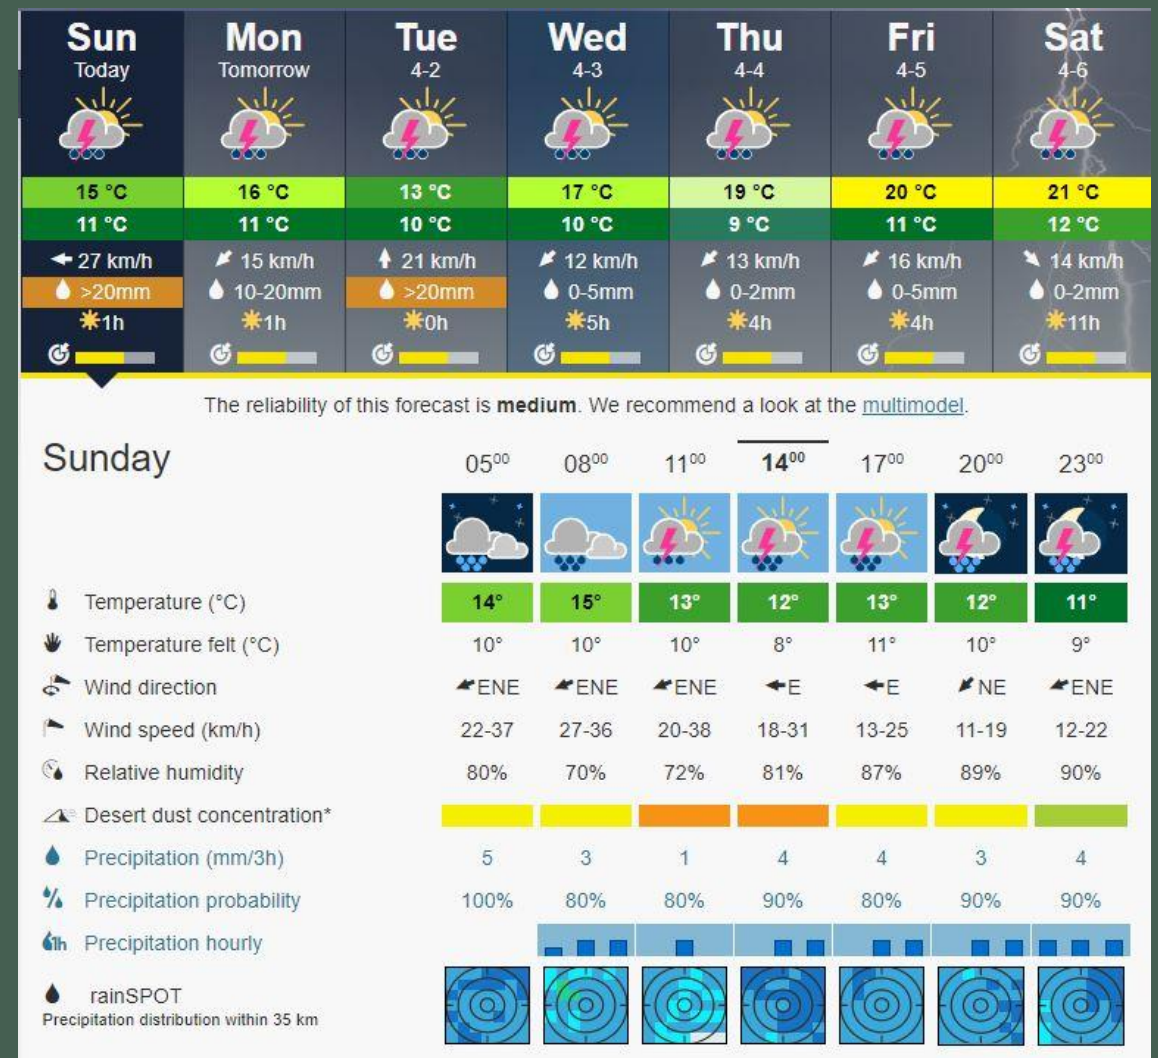 Sun Mon Tue Wed Thu Fri Sat
Today Tomorrow 4-2 4-3 4-4 4-5 4-6
15 °C 16 °C 13 °C 17 °C 19 °C 20 °C 21 °C
11 °C 11 °C 10 °C 10 °C 9 °C 11 °C 12 °C
27 km/h 15 km/h 21 km/h 12 km/h 13 km/h 16 km/h 14 km/h
>20mm 10-20mm >20mm 0-5mm 0-2mm 0-5mm 0-2mm
1h 1h 0h 5h 4h 4h 11h
The reliability of this forecast is medium. We recommend a look at the multimodel.
Sunday 05⁰⁰ 08⁰⁰ 11⁰⁰ 14⁰⁰ 17⁰⁰ 20⁰⁰ 23⁰⁰
Temperature (°C) 14° 15° 13° 12° 13° 12° 11°
Temperature felt (°C) 10° 10° 10° 8° 11° 10° 9°
Wind direction ENE ENE ENE E E NE ENE
Wind speed (km/h) 22-37 27-36 20-38 18-31 13-25 11-19 12-22
Relative humidity 80% 70% 72% 81% 87% 89% 90%
Desert dust concentration*
Precipitation (mm/3h) 5 3 1 4 4 3 4
Precipitation probability 100% 80% 80% 90% 80% 90% 90%
1h Precipitation hourly
rainSPOT
Precipitation distribution within 35 km